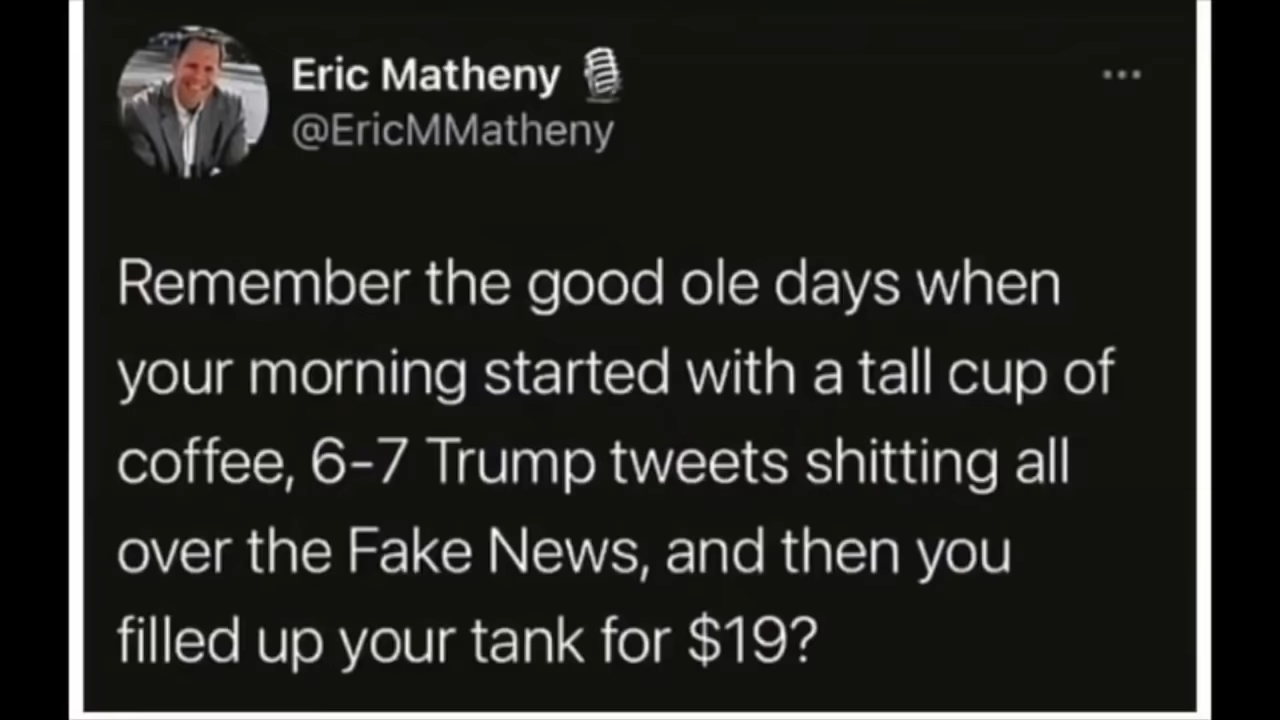 Eric Matheny
@EricMMatheny
Remember the good ole days when
your morning started with a tall cup of
coffee, 6-7 Trump tweets shitting all
over the Fake News, and then you
filled up your tank for $19?